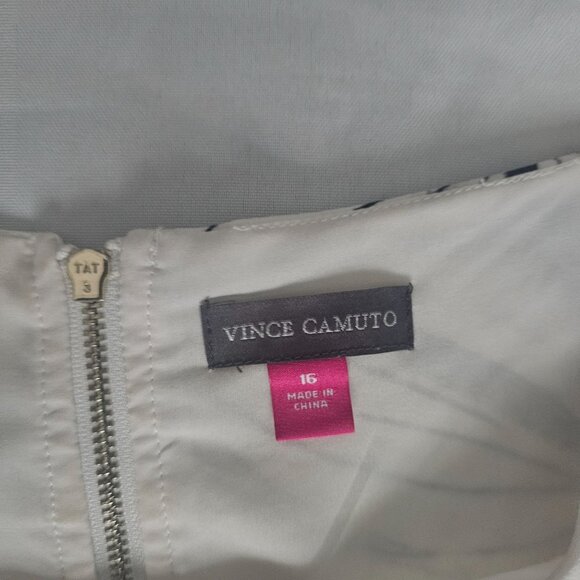 TAT
3
VINCE CAMUTO
16
MADE IN
CHINA